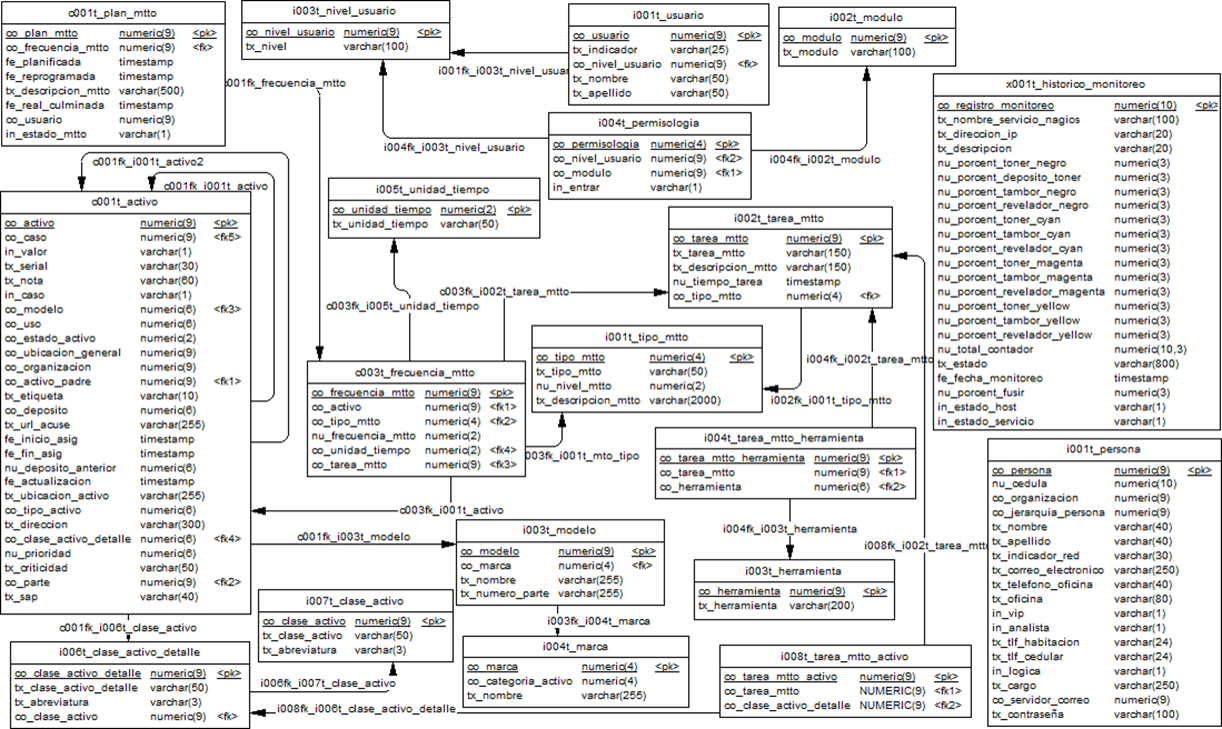 c001t_plan_mtto
co_plan_mtto numeric(9) <pk>
co_frecuencia_mtto numeric(9) <fk>
fe_planificada timestamp
fe_reprogramada timestamp
tx_descripcion_mtto varchar(500)
fe_real_culminada timestamp
co_usuario numeric(9)
in_estado_mtto varchar(1)
i003t_nivel_usuario
co_nivel_usuario numeric(9) <pk>
tx_nivel varchar(100)
i001t_usuario
co_usuario numeric(9) <pk>
tx_indicador varchar(25)
co_nivel_usuario numeric(9) <fk>
tx_nombre varchar(50)
tx_apellido varchar(50)
i002t_modulo
co_modulo numeric(9) <pk>
tx_modulo varchar(100)
i001fk_i003t_nivel_usuar
c001fk_frecuencia_mtto
i004t_permisologia
co_permisologia numeric(4) <pk>
co_nivel_usuario numeric(9) <fk2>
co_modulo numeric(9) <fk1>
in_entrar varchar(1)
i004fk_i003t_nivel_usuario
i004fk_i002t_modulo
x001t_historico_monitoreo
co_registro_monitoreo numeric(10) <pk>
tx_nombre_servicio_nagios varchar(100)
tx_direccion_ip varchar(20)
tx_descripcion varchar(20)
nu_porcent_toner_negro numeric(3)
nu_porcent_deposito_toner numeric(3)
nu_porcent_tambor_negro numeric(3)
nu_porcent_revelador_negro numeric(3)
nu_porcent_toner_cyan numeric(3)
nu_porcent_tambor_cyan numeric(3)
nu_porcent_revelador_cyan numeric(3)
nu_porcent_toner_magenta numeric(3)
nu_porcent_tambor_magenta numeric(3)
nu_porcent_revelador_magenta numeric(3)
nu_porcent_toner_yellow numeric(3)
nu_porcent_tambor_yellow numeric(3)
nu_porcent_revelador_yellow numeric(3)
nu_total_contador numeric(10,3)
tx_estado varchar(800)
fe_fecha_monitoreo timestamp
nu_porcent_fusir numeric(3)
in_estado_host varchar(1)
in_estado_servicio varchar(1)
c001fk_i001t_activo2
c001fk_i001t_activo
c001t_activo
co_activo numeric(9) <pk>
co_caso numeric(9) <fk5>
in_valor varchar(1)
tx_serial varchar(30)
tx_nota varchar(60)
in_caso varchar(1)
co_modelo numeric(6) <fk3>
co_uso numeric(6)
co_estado_activo numeric(2)
co_ubicacion_general numeric(9)
co_organizacion numeric(9)
co_activo_padre numeric(9) <fk1>
tx_etiqueta varchar(10)
co_deposito numeric(6)
tx_url_acuse varchar(255)
fe_inicio_asig timestamp
fe_fin_asig timestamp
nu_deposito_anterior numeric(6)
fe_actualizacion timestamp
tx_ubicacion_activo varchar(255)
co_tipo_activo numeric(6)
tx_direccion varchar(300)
co_clase_activo_detalle numeric(6) <fk4>
nu_prioridad numeric(6)
tx_criticidad varchar(50)
co_parte numeric(9) <fk2>
tx_sap varchar(40)
i005t_unidad_tiempo
co_unidad_tiempo numeric(2) <pk>
tx_unidad_tiempo varchar(50)
i002t_tarea_mtto
co_tarea_mtto numeric(9) <pk>
tx_tarea_mtto varchar(150)
tx_descripcion_mtto varchar(150)
nu_tiempo_tarea timestamp
co_tipo_mtto numeric(4) <fk>
c003fk_i002t_tarea_mtto
c003fk_i005t_unidad_tiempo
i001t_tipo_mtto
co_tipo_mtto numeric(4) <pk>
tx_tipo_mtto varchar(50)
nu_nivel_mtto numeric(2)
tx_descripcion_mtto varchar(2000)
i004fk_i002t_tarea_mtto
i002fk_i001t_tipo_mtto
c003t_frecuencia_mtto
co_frecuencia_mtto numeric(9) <pk>
co_activo numeric(9) <fk1>
co_tipo_mtto numeric(4) <fk2>
nu_frecuencia_mtto numeric(2)
co_unidad_tiempo numeric(2) <fk4>
co_tarea_mtto numeric(9) <fk3>
003fk_i001t_mto_tipo
c003fk_i001t_activo
i004t_tarea_mtto_herramienta
co_tarea_mtto_herramienta numeric(9) <pk>
co_tarea_mtto numeric(9) <fk1>
co_herramienta numeric(6) <fk2>
i004fk_i003t_herramienta
i008fk_i002t_tarea_mtto
i001t_persona
co_persona numeric(9) <pk>
nu_cedula numeric(10)
co_organizacion numeric(9)
co_jerarquia_persona numeric(9)
tx_nombre varchar(40)
tx_apellido varchar(40)
tx_indicador_red varchar(30)
tx_correo_electronico varchar(250)
tx_telefono_oficina varchar(40)
tx_oficina varchar(80)
in_vip varchar(1)
in_analista varchar(1)
tx_tlf_habitacion varchar(24)
tx_tlf_cedular varchar(24)
in_logica varchar(1)
tx_cargo varchar(250)
co_servidor_correo numeric(9)
tx_contraseña varchar(100)
c001fk_i003t_modelo
i003t_modelo
co_modelo numeric(9) <pk>
co_marca numeric(4) <fk>
tx_nombre varchar(255)
tx_numero_parte varchar(255)
i003fk_i004t_marca
i003t_herramienta
co_herramienta numeric(9) <pk>
tx_herramienta varchar(200)
i007t_clase_activo
co_clase_activo numeric(9) <pk>
tx_clase_activo varchar(50)
tx_abreviatura varchar(3)
c001fk_i006t_clase_activo
i006t_clase_activo_detalle
co_clase_activo_detalle numeric(9) <pk>
tx_clase_activo_detalle varchar(50)
tx_abreviatura varchar(3)
co_clase_activo numeric(9) <fk>
i006fk_i007t_clase_activo
i004t_marca
co_marca numeric(4) <pk>
co_categoria_activo numeric(4)
tx_nombre varchar(255)
i008t_tarea_mtto_activo
co_tarea_mtto_activo numeric(9) <pk>
co_tarea_mtto NUMERIC(9) <fk1>
co_clase_activo_detalle NUMERIC(9) <fk2>
i008fk_i006t_clase_activo_detalle